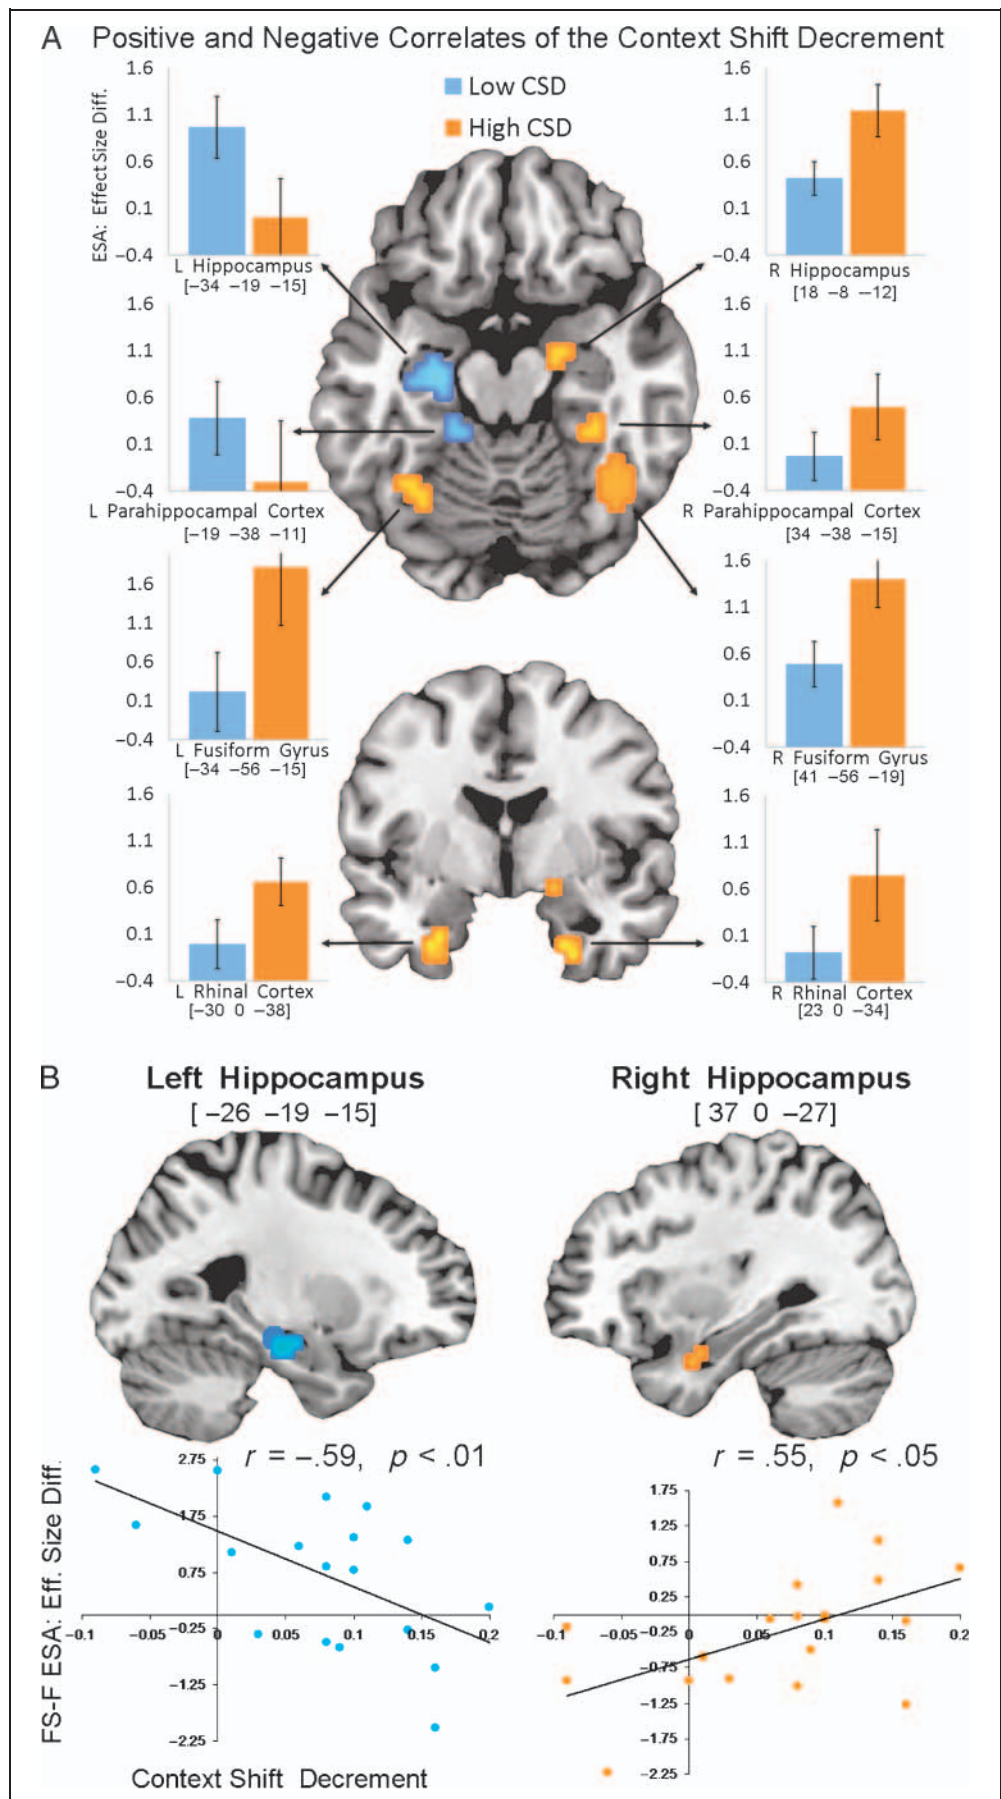 A Positive and Negative Correlates of the Context Shift Decrement
Low CSD
High CSD
ESA: Effect Size Diff.
1.6
1.1
0.6
0.1
−0.4
L Hippocampus
[−34 −19 −15]
1.6
1.1
0.6
0.1
−0.4
R Hippocampus
[18 −8 −12]
1.6
1.1
0.6
0.1
−0.4
L Parahippocampal Cortex
[−19 −38 −11]
1.6
1.1
0.6
0.1
−0.4
R Parahippocampal Cortex
[34 −38 −15]
1.6
1.1
0.6
0.1
−0.4
L Fusiform Gyrus
[−34 −56 −15]
1.6
1.1
0.6
0.1
−0.4
R Fusiform Gyrus
[41 −56 −19]
1.6
1.1
0.6
0.1
−0.4
L Rhinal Cortex
[−30 0 −38]
1.6
1.1
0.6
0.1
−0.4
R Rhinal Cortex
[23 0 −34]
B Left Hippocampus
[ −26 −19 −15]
Right Hippocampus
[ 37 0 −27]
r = −.59, p < .01
FS-F ESA: Eff. Size Diff.
2.75
1.75
0.75
−0.25
−1.25
−2.25
−0.1 −0.05 0 0.05 0.1 0.15 0.2
Context Shift Decrement
r = .55, p < .05
1.75
1.25
0.75
0.25
−0.25
−0.75
−1.25
−1.75
−2.25
−0.1 −0.05 0 0.05 0.1 0.15 0.2